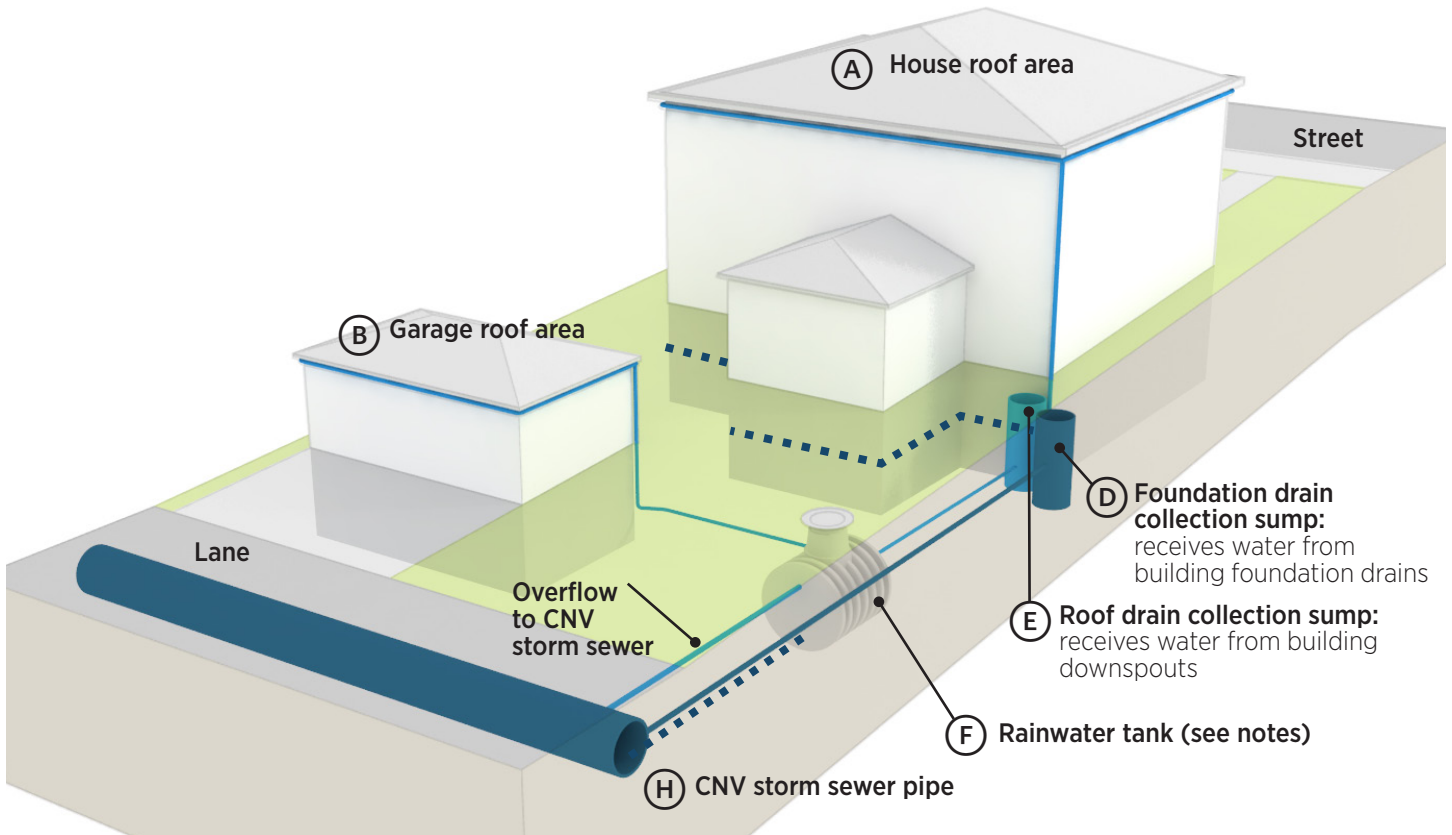 A House roof area
Street
B Garage roof area
Lane
D Foundation drain
collection sump:
receives water from
building foundation drains
Overflow
to CNV
storm sewer
E Roof drain collection sump:
receives water from building
downspouts
F Rainwater tank (see notes)
H CNV storm sewer pipe